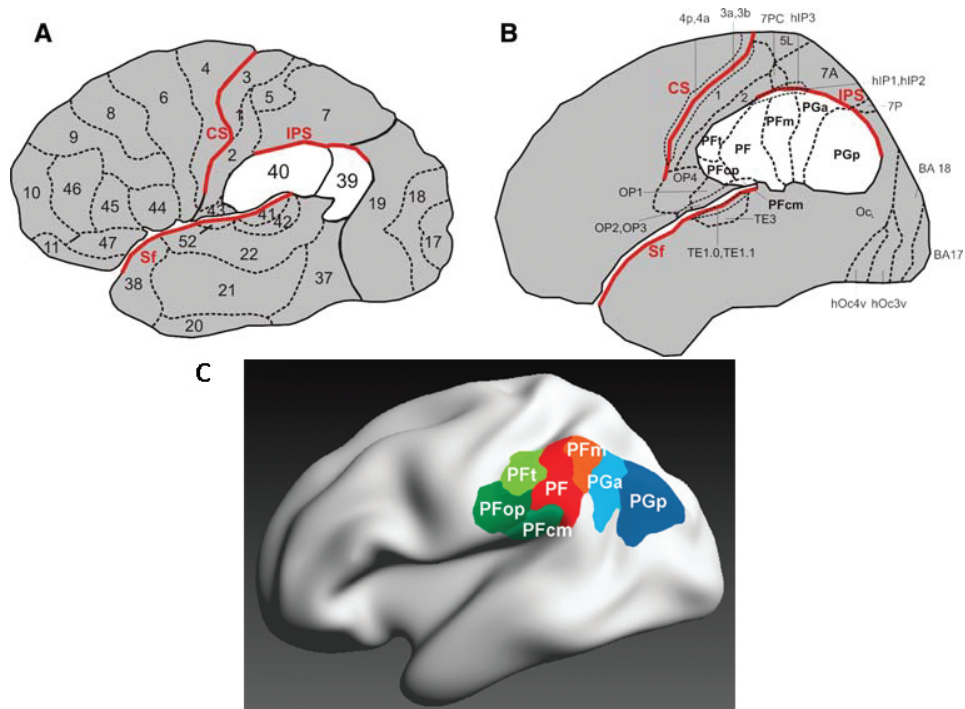 A
4
3
6
5
8
CS
1
IPS
7
9
2
40
39
10
46
45
44
43
41
42
19
18
47
52
11
Sf
22
17
38
21
37
20
B
4p,4a
3a,3b
7PC
hIP3
5L
7A
hIP1,hIP2
CS
1
2
IPS
PGa
7P
PFm
PFt
PF
PGp
PFop
OP4
BA 18
OP1
PFcm
OcL
TE3
OP2,OP3
Sf
TE1.0,TE1.1
BA17
hOc4v hOc3v
C
PFm
PFt
PF
PGa
PGp
PFop
PFcm